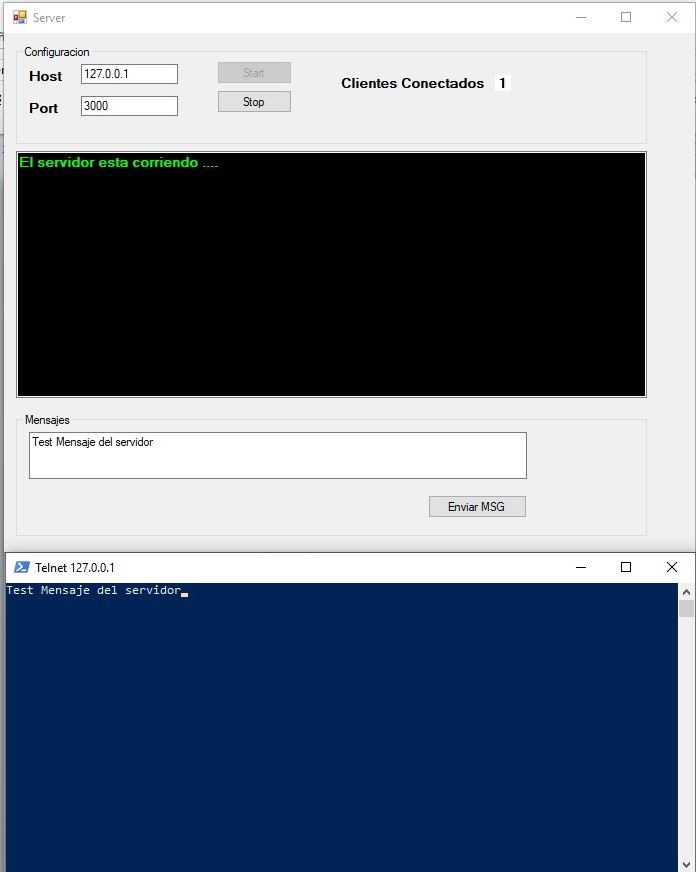 Server
Configuracion
Host 127.0.0.1 Start
Clientes Conectados 1
Port 3000 Stop
El servidor esta corriendo ....
Mensajes
Test Mensaje del servidor
Enviar MSG
Telnet 127.0.0.1
Test Mensaje del servidor